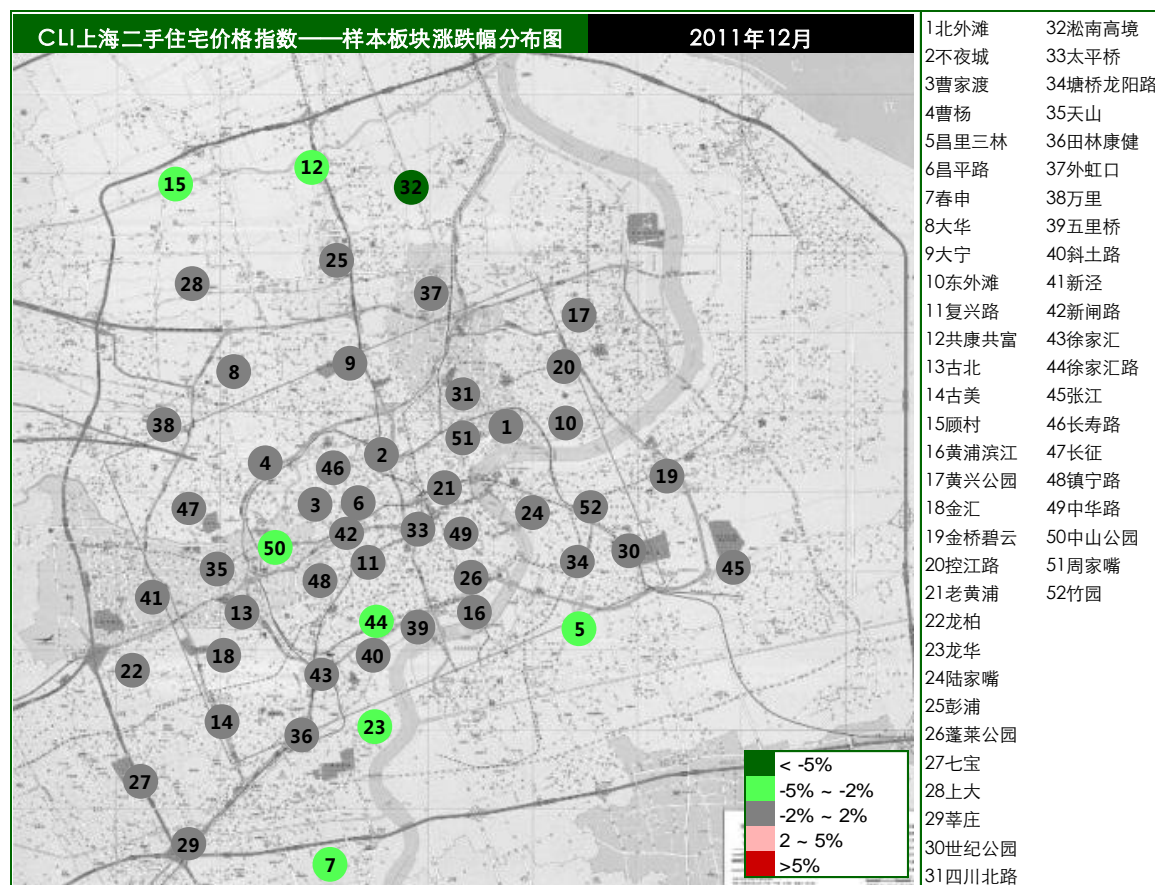 CLI上海二手住宅价格指数——样本板块涨跌幅分布图
2011年12月
12
15
32
25
28
37
17
9
20
8
31
38
10
1
51
2
4
46
19
21
6
3
52
47
24
33
42
49
50
30
34
11
35
45
26
48
41
13
16
44
39
5
40
18
22
43
14
23
36
27
29
7
< -5%
-5% ~ -2%
-2% ~ 2%
2 ~ 5%
>5%
1北外滩
2不夜城
3曹家渡
4曹杨
5昌里三林
6昌平路
7春申
8大华
9大宁
10东外滩
11复兴路
12共康共富
13古北
14古美
15顾村
16黄浦滨江
17黄兴公园
18金汇
19金桥碧云
20控江路
21老黄浦
22龙柏
23龙华
24陆家嘴
25彭浦
26蓬莱公园
27七宝
28上大
29莘庄
30世纪公园
31四川北路
32淞南高境
33太平桥
34塘桥龙阳路
35天山
36田林康健
37外虹口
38万里
39五里桥
40斜土路
41新泾
42新闸路
43徐家汇
44徐家汇路
45张江
46长寿路
47长征
48镇宁路
49中华路
50中山公园
51周家嘴
52竹园